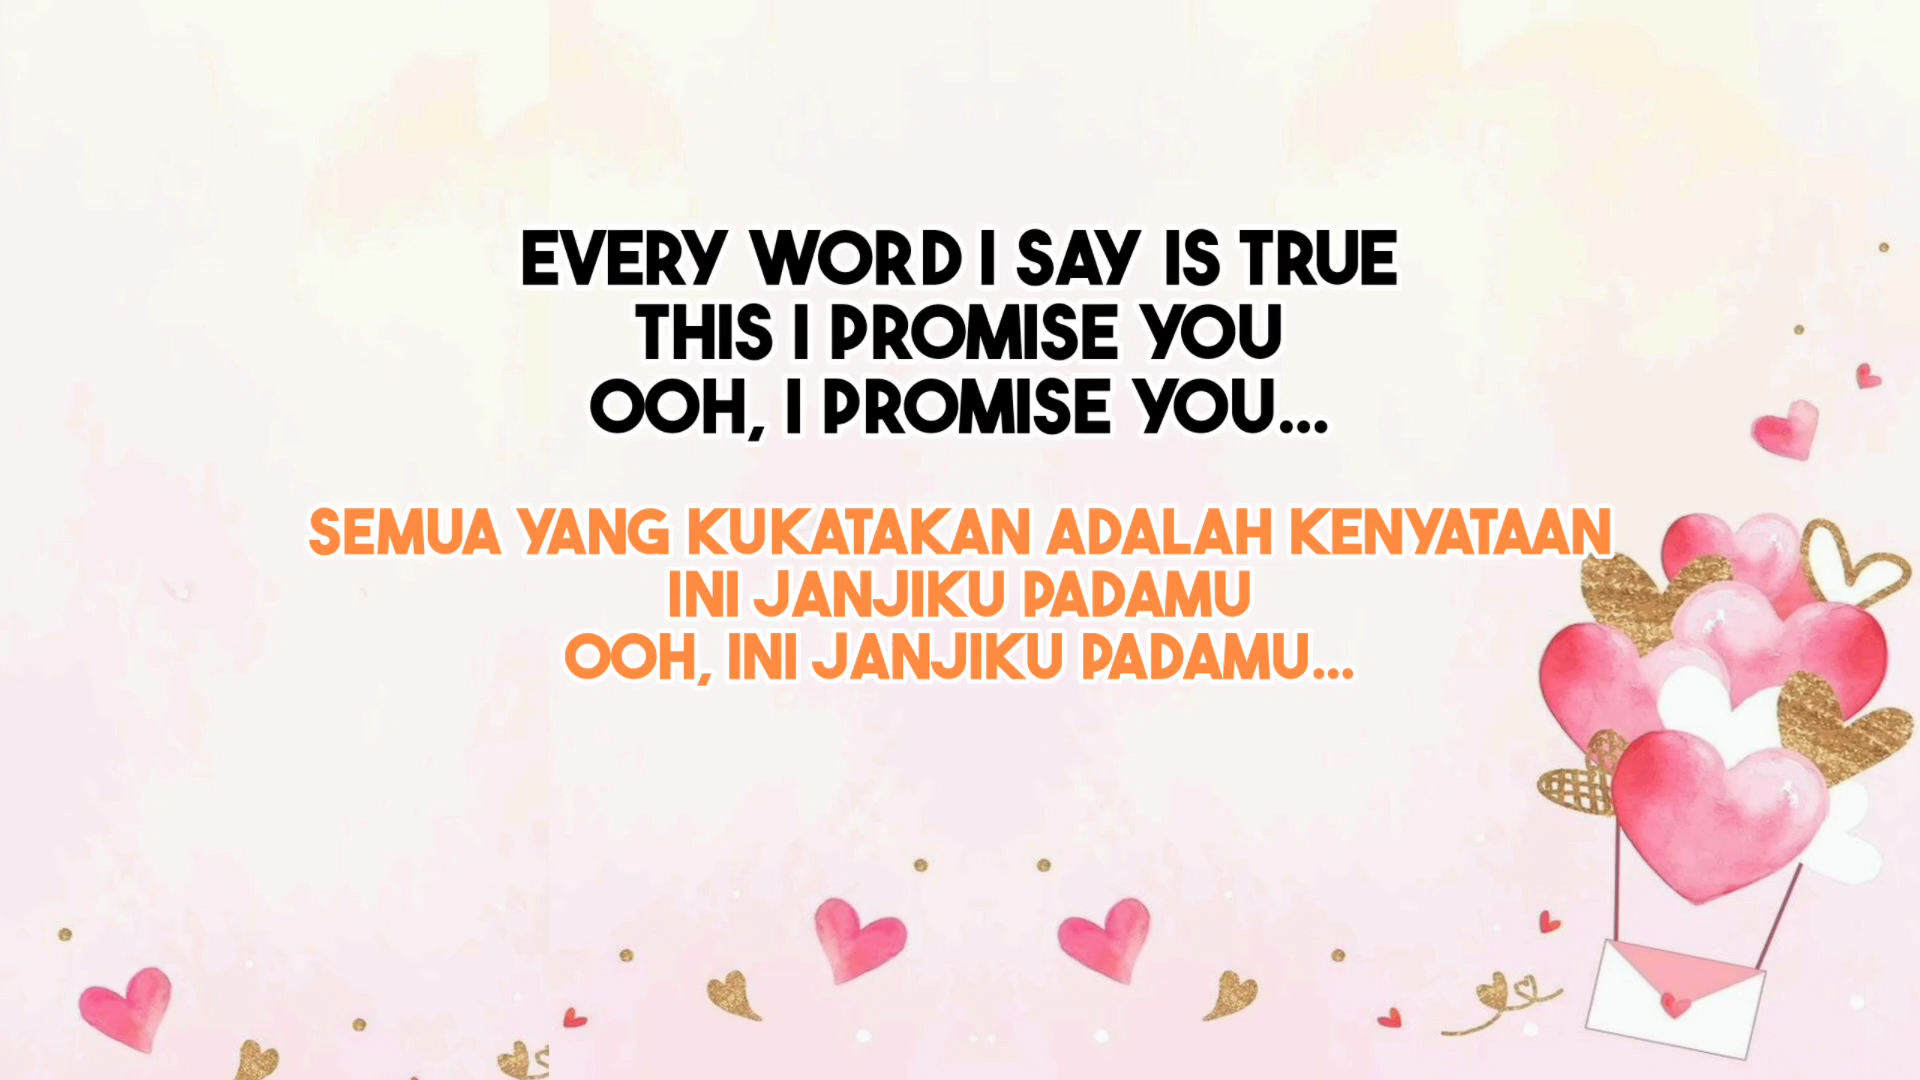 EVERY WORD I SAY IS TRUE
THIS I PROMISE YOU
OOH, I PROMISE YOU...
SEMUA YANG KUKATAKAN ADALAH KENYATAAN
INI JANJIKU PADAMU
OOH, INI JANJIKU PADAMU...